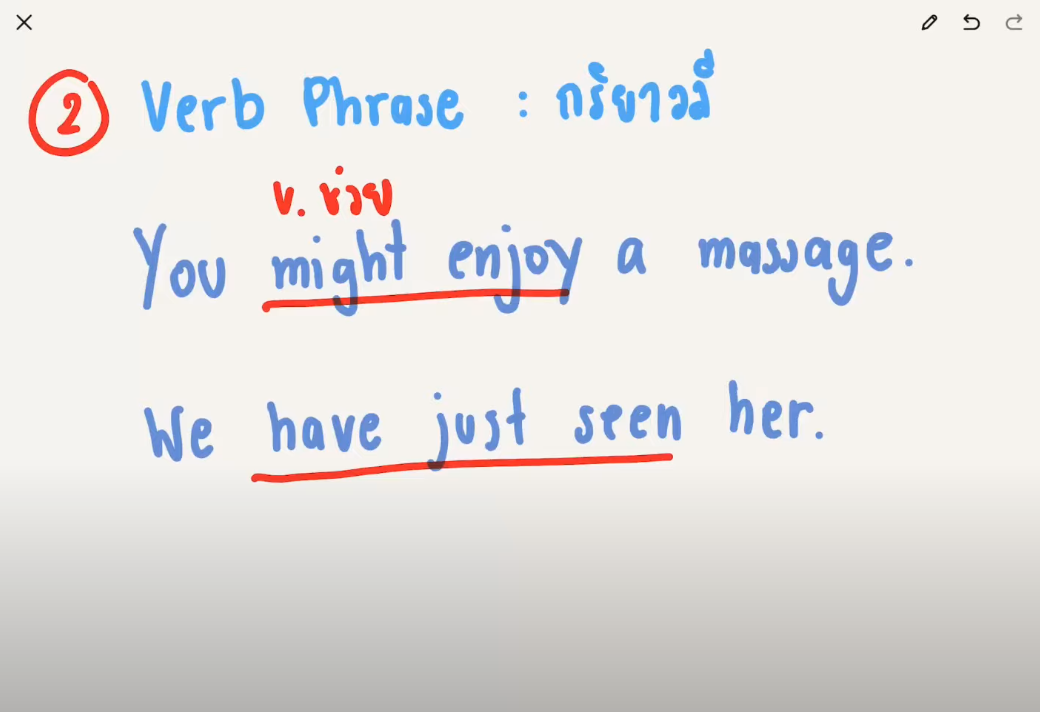 ② Verb Phrase : กริยาวลี
v. ช่วย
You might enjoy a massage.
We have just seen her.